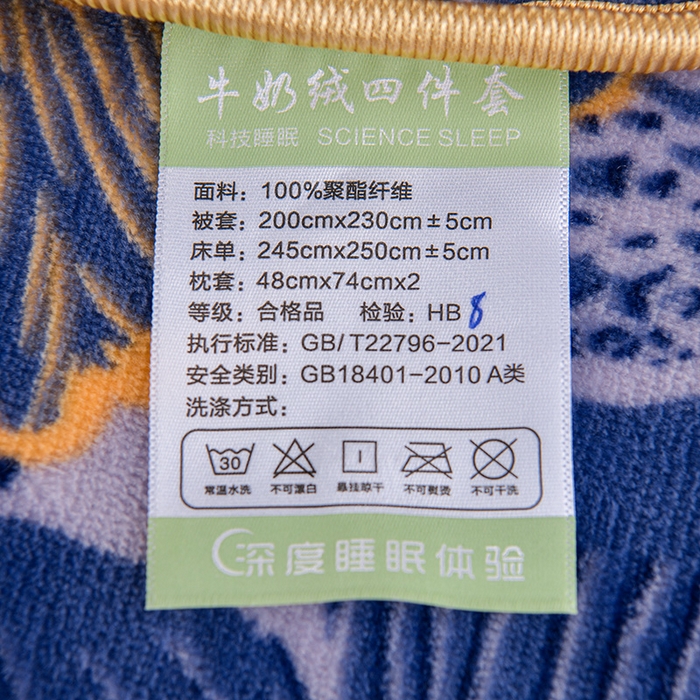 牛奶绒四件套
科技睡眠 SCIENCE SLEEP
面料：100%聚酯纤维
被套：200cmx230cm±5cm
床单：245cmx250cm±5cm
枕套：48cmx74cmx2
等级：合格品 检验：HB 8
执行标准：GB/T22796-2021
安全类别：GB18401-2010 A类
洗涤方式：
30
常温水洗 不可漂白 悬挂晾干 不可熨烫 不可干洗
深度睡眠体验